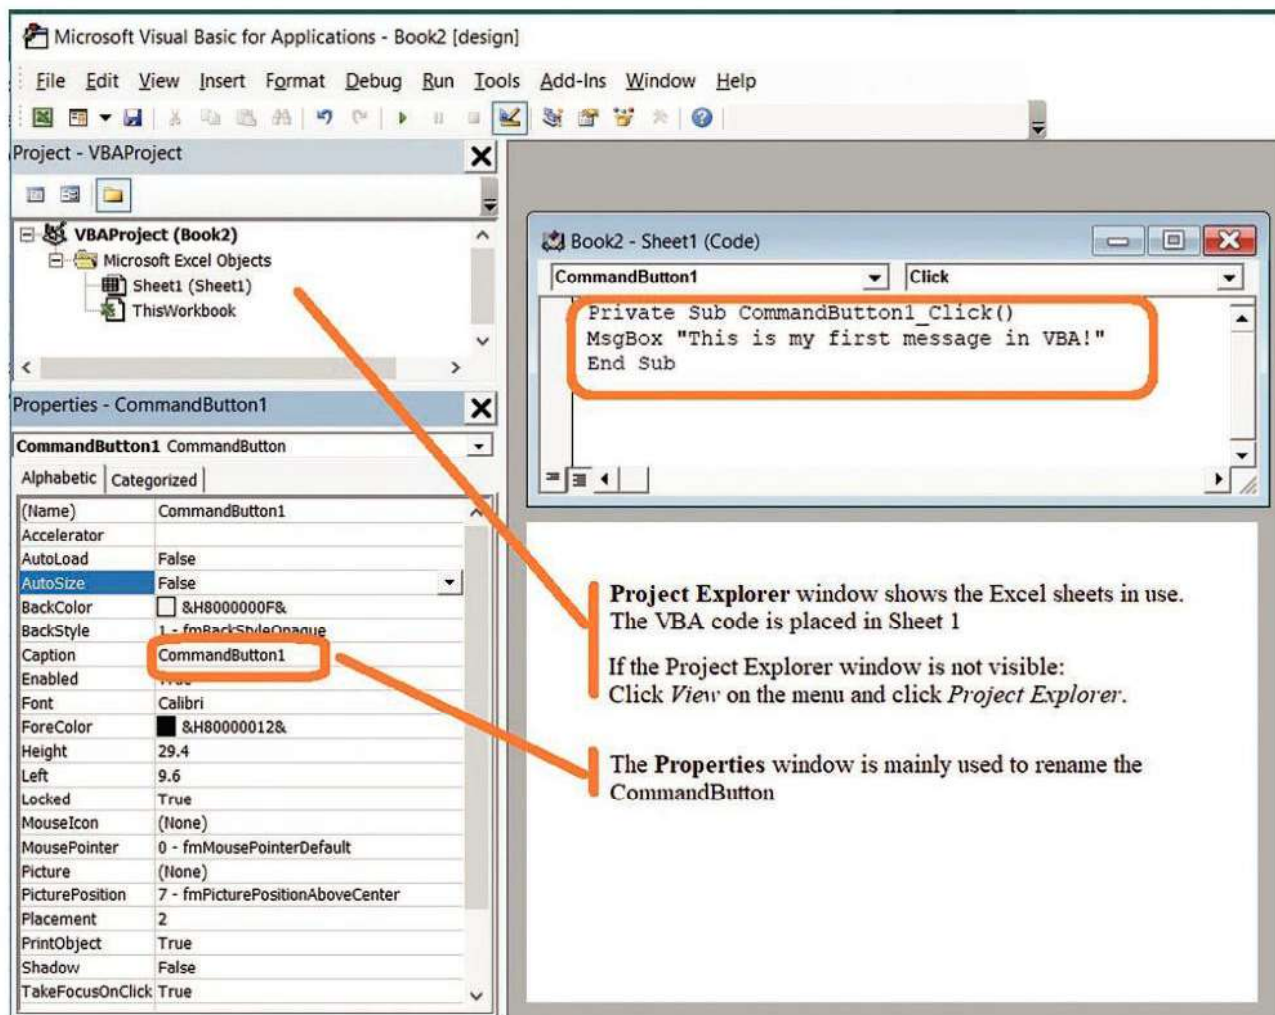 Microsoft Visual Basic for Applications - Book2 [design]
File Edit View Insert Format Debug Run Tools Add-Ins Window Help
Project - VBAProject
VBAProject (Book2)
Microsoft Excel Objects
Sheet1 (Sheet1)
ThisWorkbook
Properties - CommandButton1
CommandButton1 CommandButton
Alphabetic Categorized
(Name) CommandButton1
Accelerator
AutoLoad False
AutoSize False
BackColor &H8000000F&
BackStyle 1 - fmBackStyleOpaque
Caption CommandButton1
Enabled True
Font Calibri
ForeColor &H80000012&
Height 29.4
Left 9.6
Locked True
MouseIcon (None)
MousePointer 0 - fmMousePointerDefault
Picture (None)
PicturePosition 7 - fmPicturePositionAboveCenter
Placement 2
PrintObject True
Shadow False
TakeFocusOnClick True
Book2 - Sheet1 (Code)
CommandButton1 Click
Private Sub CommandButton1_Click()
MsgBox "This is my first message in VBA!"
End Sub
Project Explorer window shows the Excel sheets in use.
The VBA code is placed in Sheet 1
If the Project Explorer window is not visible:
Click View on the menu and click Project Explorer.
The Properties window is mainly used to rename the
CommandButton